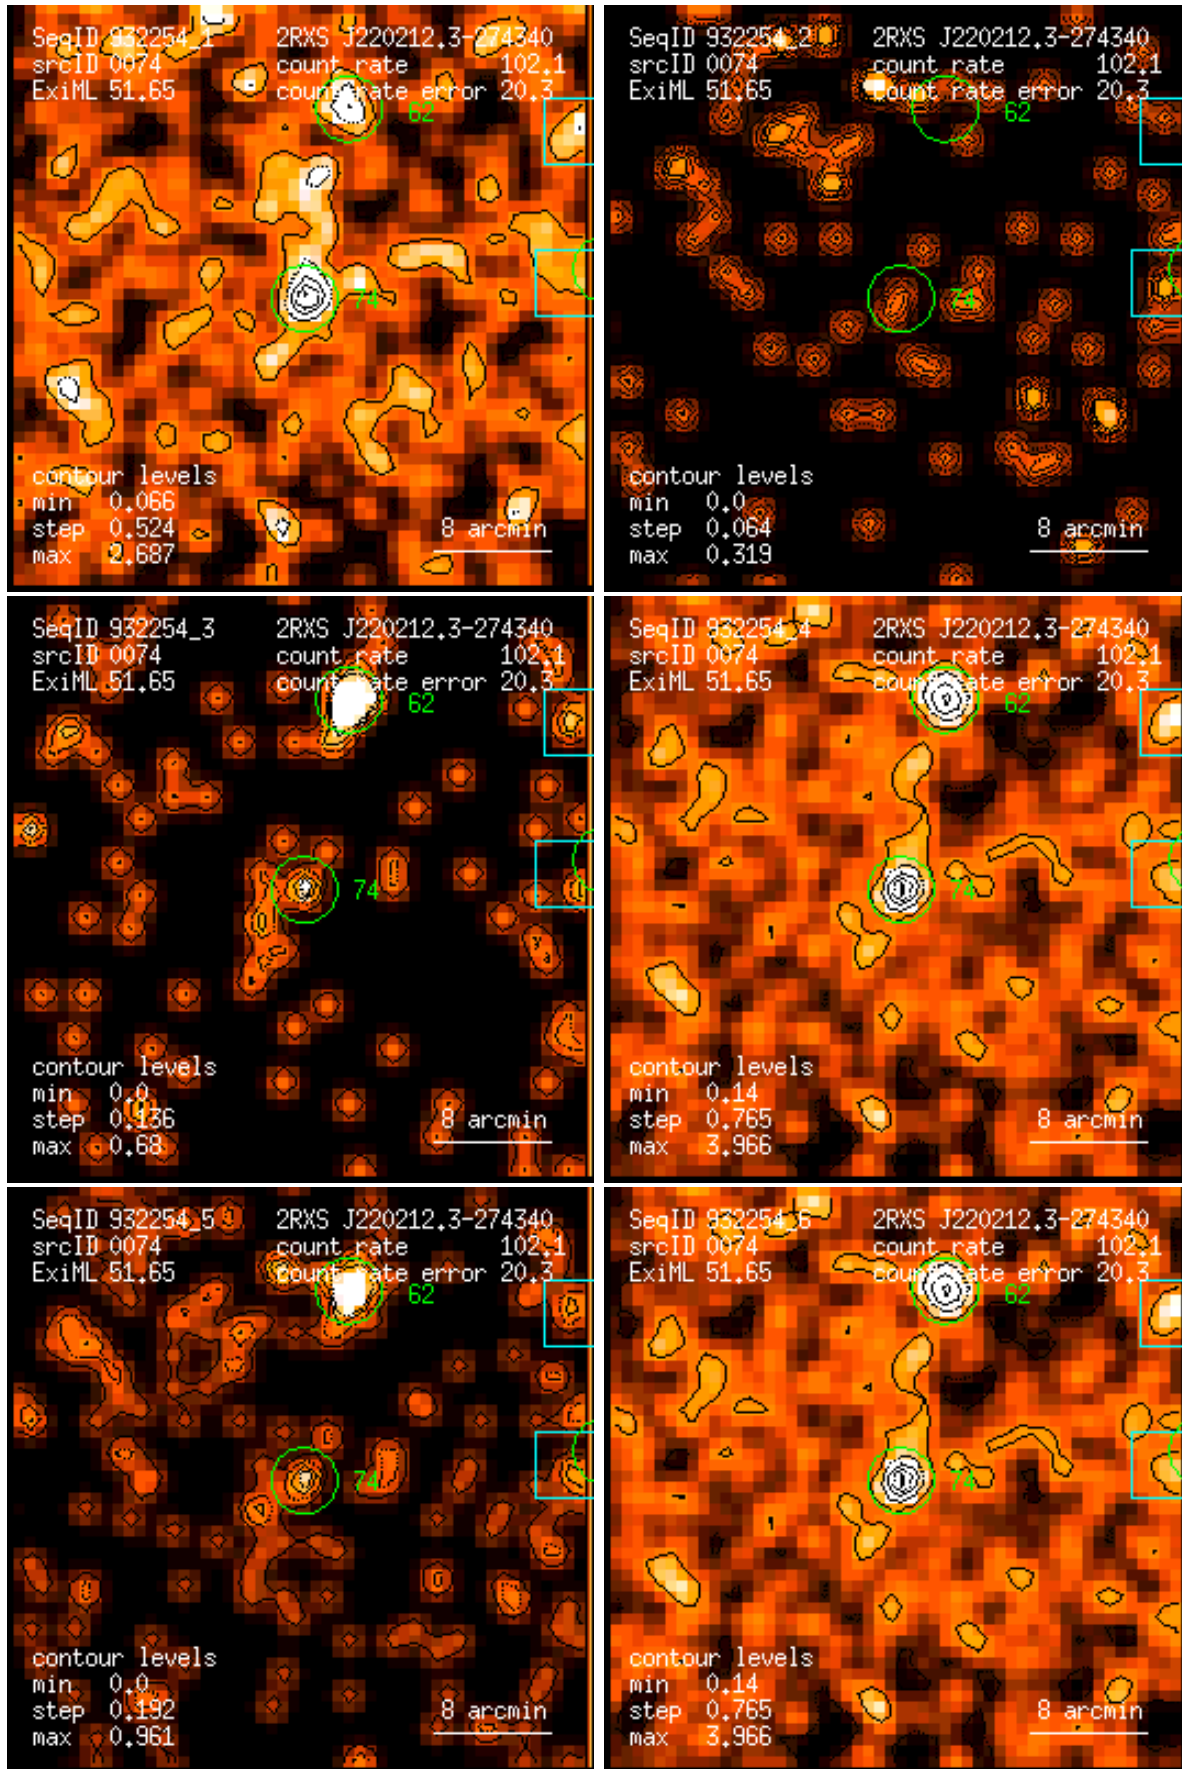 SeqID 932254_1 2RXS J220212.3-274340
srcID 0074 count rate 102.1
ExiML 51.65 count rate error 20.3
62
74
contour levels
min 0.066
step 0.524
max 2.687
8 arcmin
SeqID 932254_2 2RXS J220212.3-274340
srcID 0074 count rate 102.1
ExiML 51.65 count rate error 20.3
62
74
contour levels
min 0.0
step 0.064
max 0.319
8 arcmin
SeqID 932254_3 2RXS J220212.3-274340
srcID 0074 count rate 102.1
ExiML 51.65 count rate error 20.3
62
74
contour levels
min 0.0
step 0.136
max 0.68
8 arcmin
SeqID 932254_4 2RXS J220212.3-274340
srcID 0074 count rate 102.1
ExiML 51.65 count rate error 20.3
62
74
contour levels
min 0.14
step 0.765
max 3.966
8 arcmin
SeqID 932254_5 2RXS J220212.3-274340
srcID 0074 count rate 102.1
ExiML 51.65 count rate error 20.3
62
74
contour levels
min 0.0
step 0.192
max 0.961
8 arcmin
SeqID 932254_6 2RXS J220212.3-274340
srcID 0074 count rate 102.1
ExiML 51.65 count rate error 20.3
62
74
contour levels
min 0.14
step 0.765
max 3.966
8 arcmin